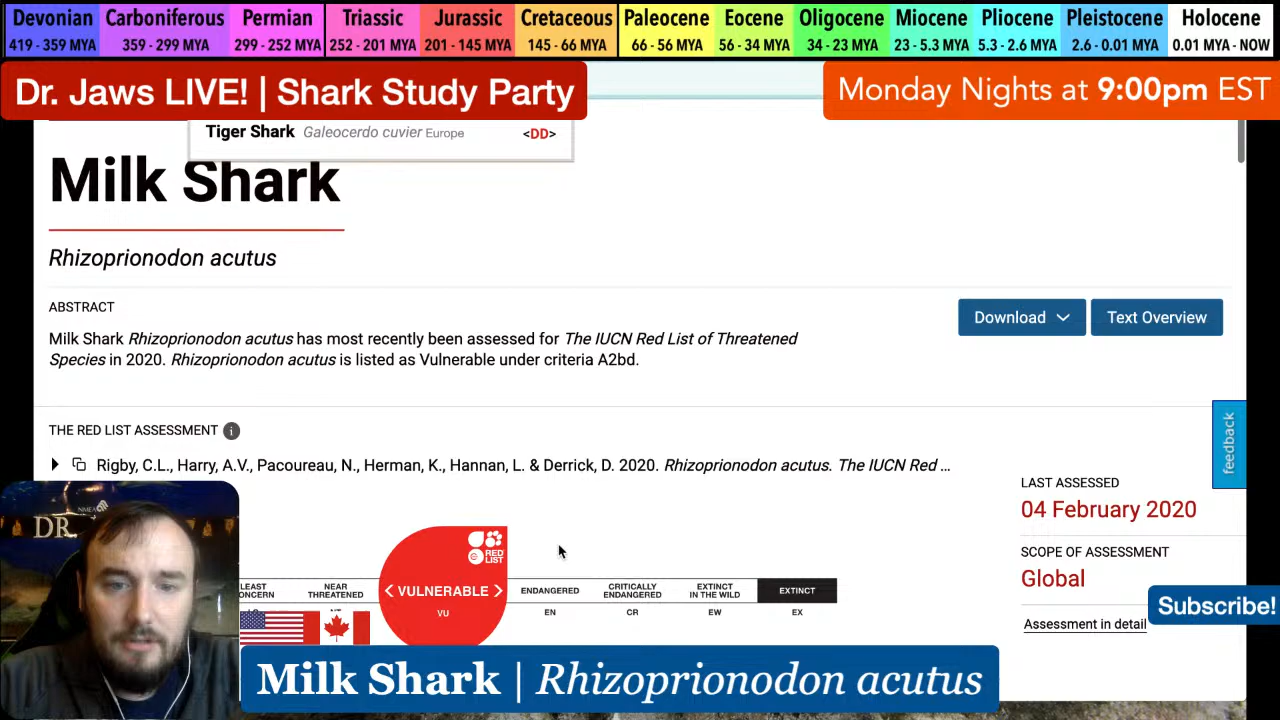 Devonian Carboniferous Permian Triassic Jurassic Cretaceous Paleocene Eocene Oligocene Miocene Pliocene Pleistocene Holocene
419 - 359 MYA 359 - 299 MYA 299 - 252 MYA 252 - 201 MYA 201 - 145 MYA 145 - 66 MYA 66 - 56 MYA 56 - 34 MYA 34 - 23 MYA 23 - 5.3 MYA 5.3 - 2.6 MYA 2.6 - 0.01 MYA 0.01 MYA - NOW
Dr. Jaws LIVE! | Shark Study Party
Monday Nights at 9:00pm EST
Tiger Shark Galeocerdo cuvier Europe <DD>
Milk Shark
Rhizoprionodon acutus
ABSTRACT
Milk Shark Rhizoprionodon acutus has most recently been assessed for The IUCN Red List of Threatened
Species in 2020. Rhizoprionodon acutus is listed as Vulnerable under criteria A2bd.
Download
Text Overview
feedback
THE RED LIST ASSESSMENT i
Rigby, C.L., Harry, A.V., Pacoureau, N., Herman, K., Hannan, L. & Derrick, D. 2020. Rhizoprionodon acutus. The IUCN Red ...
LAST ASSESSED
04 February 2020
SCOPE OF ASSESSMENT
Global
Assessment in detail
Subscribe!
NMEA
DR.
RED
LIST
LEAST
CONCERN
NEAR
THREATENED
< VULNERABLE >
VU
ENDANGERED
EN
CRITICALLY
ENDANGERED
CR
EXTINCT
IN THE WILD
EW
EXTINCT
EX
Milk Shark | Rhizoprionodon acutus